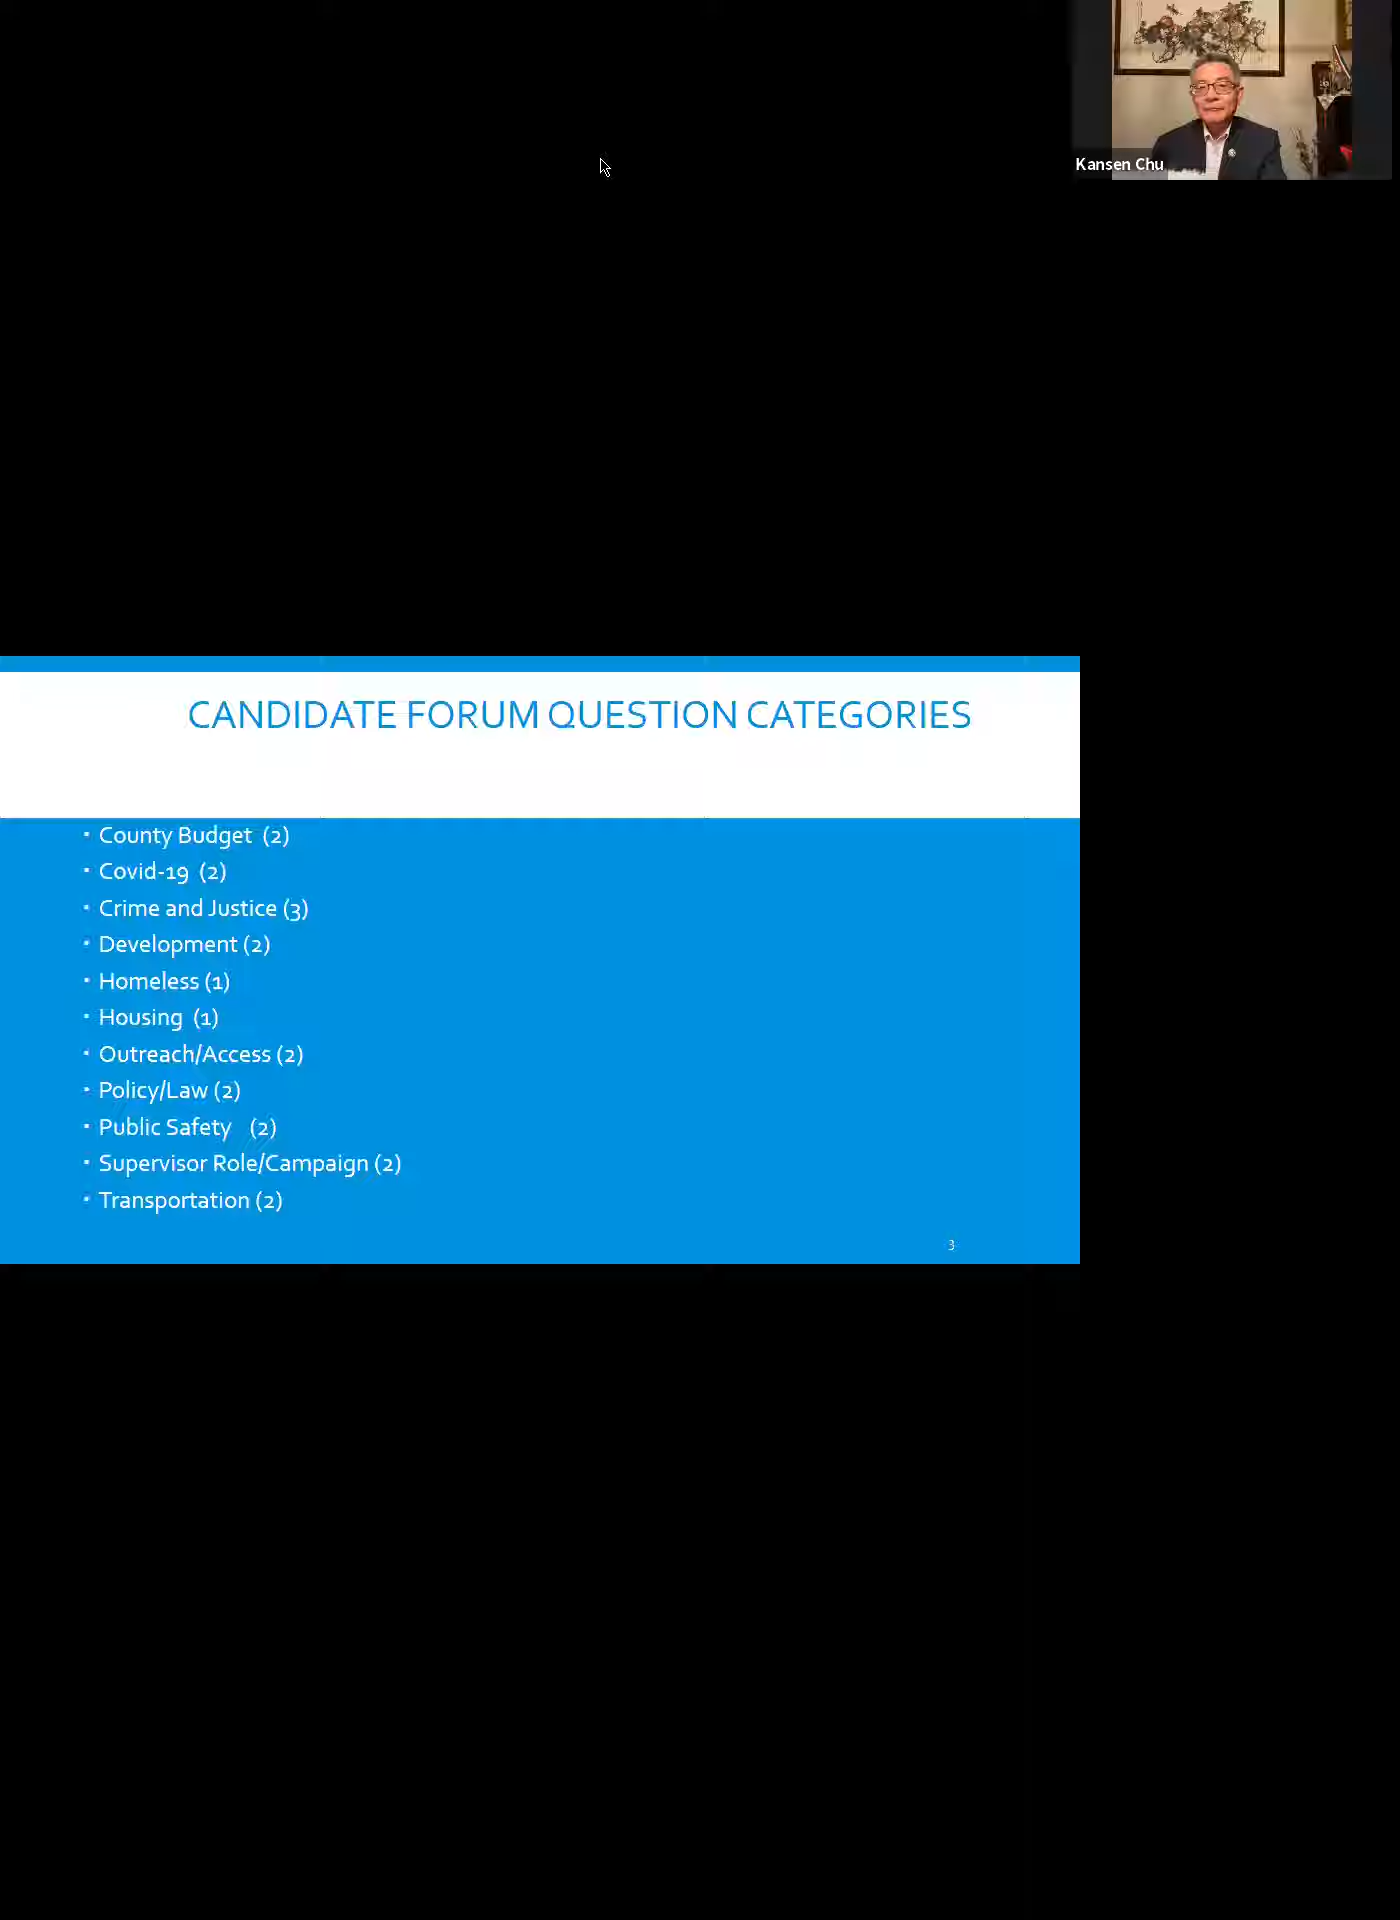 Kansen Chu
CANDIDATE FORUM QUESTION CATEGORIES
▪ County Budget (2)
▪ Covid-19 (2)
▪ Crime and Justice (3)
▪ Development (2)
▪ Homeless (1)
▪ Housing (1)
▪ Outreach/Access (2)
▪ Policy/Law (2)
▪ Public Safety (2)
▪ Supervisor Role/Campaign (2)
▪ Transportation (2)
3